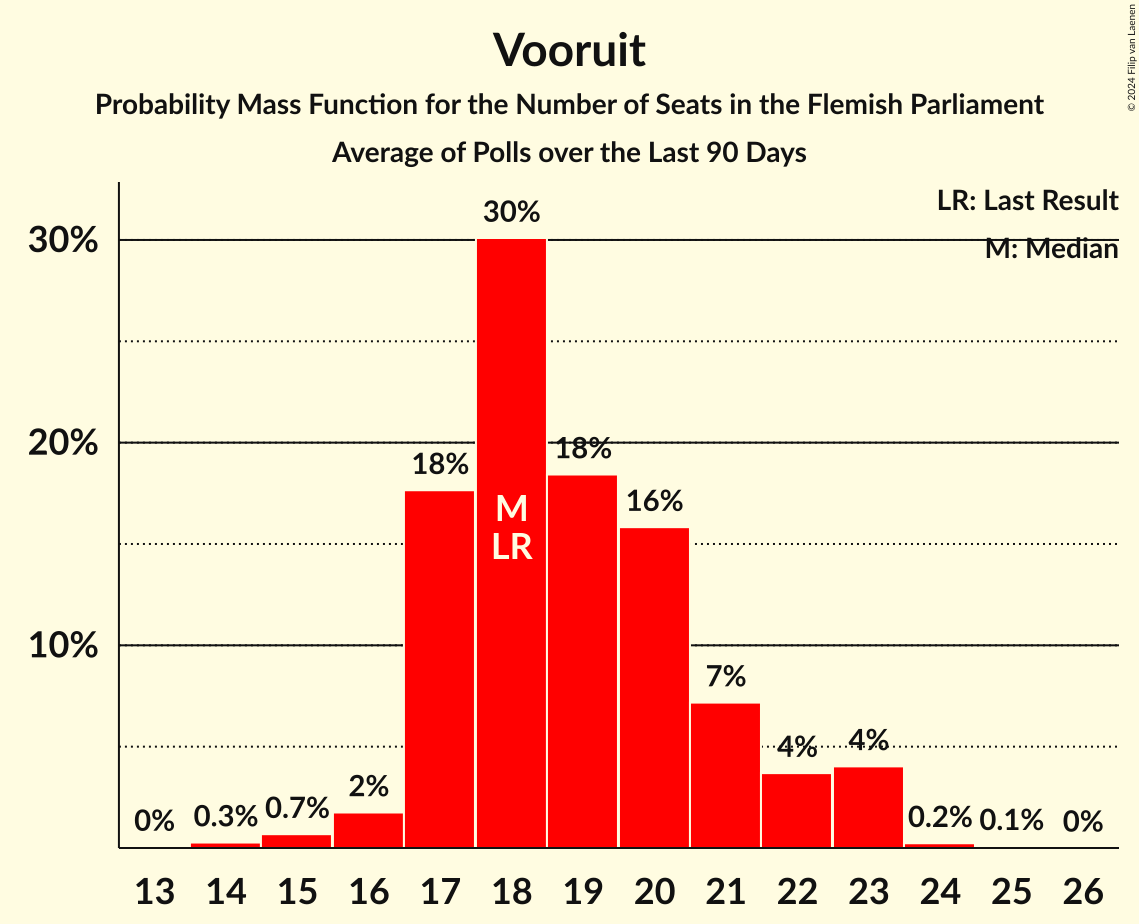 Vooruit
Probability Mass Function for the Number of Seats in the Flemish Parliament
Average of Polls over the Last 90 Days
© 2024 Filip van Laenen
LR: Last Result
M: Median
30%
20%
10%
0%
0.3%
0.7%
2%
18%
30%
18%
16%
7%
4%
4%
0.2%
0.1%
0%
M
LR
13 14 15 16 17 18 19 20 21 22 23 24 25 26